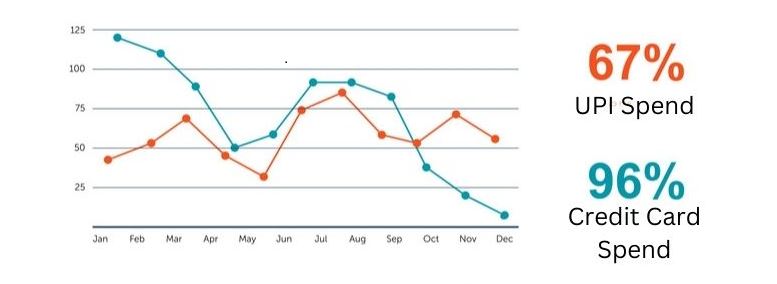 125
100
75
50
25
Jan Feb Mar Apr May Jun Jul Aug Sep Oct Nov Dec
67%
UPI Spend
96%
Credit Card
Spend